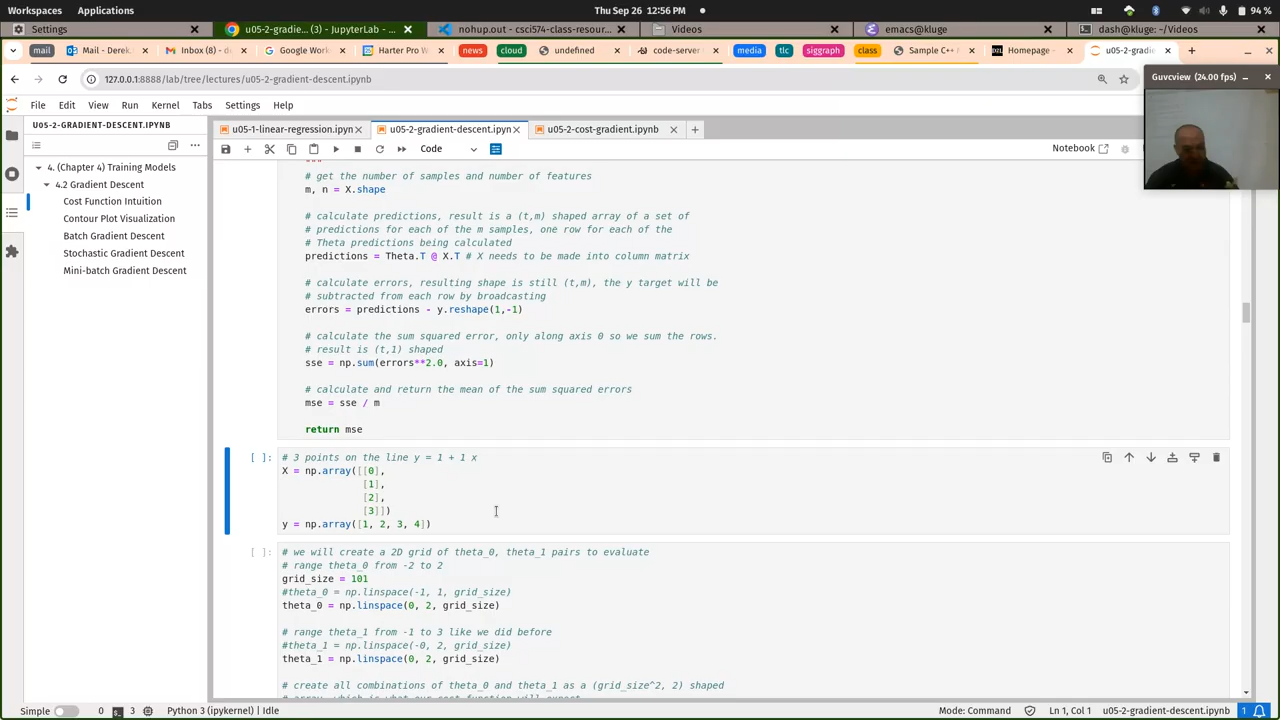 Workspaces Applications Thu Sep 26 12:56 PM 94 %
Settings u05-2-gradie... (3) - JupyterLab - ... nohup.out - csci574-class-resour... Videos emacs@kluge dash@kluge: ~/Videos
mail Mail - Derek. Inbox (8) - d Google Work Harter Pro W news cloud undefined code-server media tlc siggraph class Sample C++ Homepage - u05-2-gradi
127.0.0.1:8888/lab/tree/lectures/u05-2-gradient-descent.ipynb
Guvcview (24.00 fps)
File Edit View Run Kernel Tabs Settings Help
U05-2-GRADIENT-DESCENT.IPYNB
u05-1-linear-regression.ipyn u05-2-gradient-descent.ipyn u05-2-cost-gradient.ipynb
Code Notebook
4. (Chapter 4) Training Models
4.2 Gradient Descent
Cost Function Intuition
Contour Plot Visualization
Batch Gradient Descent
Stochastic Gradient Descent
Mini-batch Gradient Descent
"""
# get the number of samples and number of features
m, n = X.shape
# calculate predictions, result is a (t,m) shaped array of a set of
# predictions for each of the m samples, one row for each of the
# Theta predictions being calculated
predictions = Theta.T @ X.T # X needs to be made into column matrix
# calculate errors, resulting shape is still (t,m), the y target will be
# subtracted from each row by broadcasting
errors = predictions - y.reshape(1,-1)
# calculate the sum squared error, only along axis 0 so we sum the rows.
# result is (t,1) shaped
sse = np.sum(errors**2.0, axis=1)
# calculate and return the mean of the sum squared errors
mse = sse / m
return mse
[ ]: # 3 points on the line y = 1 + 1 x
X = np.array([[0],
[1],
[2],
[3]])
y = np.array([1, 2, 3, 4])
[ ]: # we will create a 2D grid of theta_0, theta_1 pairs to evaluate
# range theta_0 from -2 to 2
grid_size = 101
#theta_0 = np.linspace(-1, 1, grid_size)
theta_0 = np.linspace(0, 2, grid_size)
# range theta_1 from -1 to 3 like we did before
#theta_1 = np.linspace(-0, 2, grid_size)
theta_1 = np.linspace(0, 2, grid_size)
# create all combinations of theta_0 and theta_1 as a (grid_size^2, 2) shaped
Simple 0 3 Python 3 (ipykernel) | Idle Mode: Command Ln 1, Col 1 u05-2-gradient-descent.ipynb 1